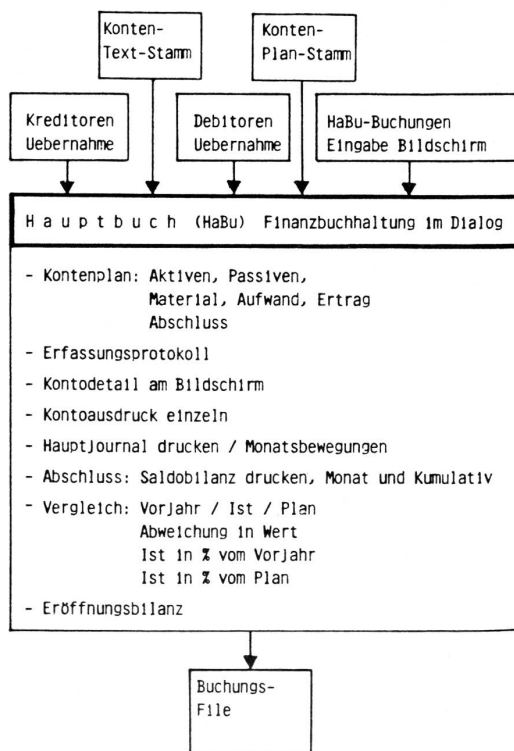 Konten-
Text-Stamm
Konten-
Plan-Stamm
Kreditoren
Uebernahme
Debitoren
Uebernahme
HaBu-Buchungen
Eingabe Bildschirm
H a u p t b u c h (HaBu) Finanzbuchhaltung im Dialog
- Kontenplan: Aktiven, Passiven,
Material, Aufwand, Ertrag
Abschluss
- Erfassungsprotokoll
- Kontodetail am Bildschirm
- Kontoausdruck einzeln
- Hauptjournal drucken / Monatsbewegungen
- Abschluss: Saldobilanz drucken, Monat und Kumulativ
- Vergleich: Vorjahr / Ist / Plan
Abweichung in Wert
Ist in % vom Vorjahr
Ist in % vom Plan
- Eröffnungsbilanz
Buchungs-
File